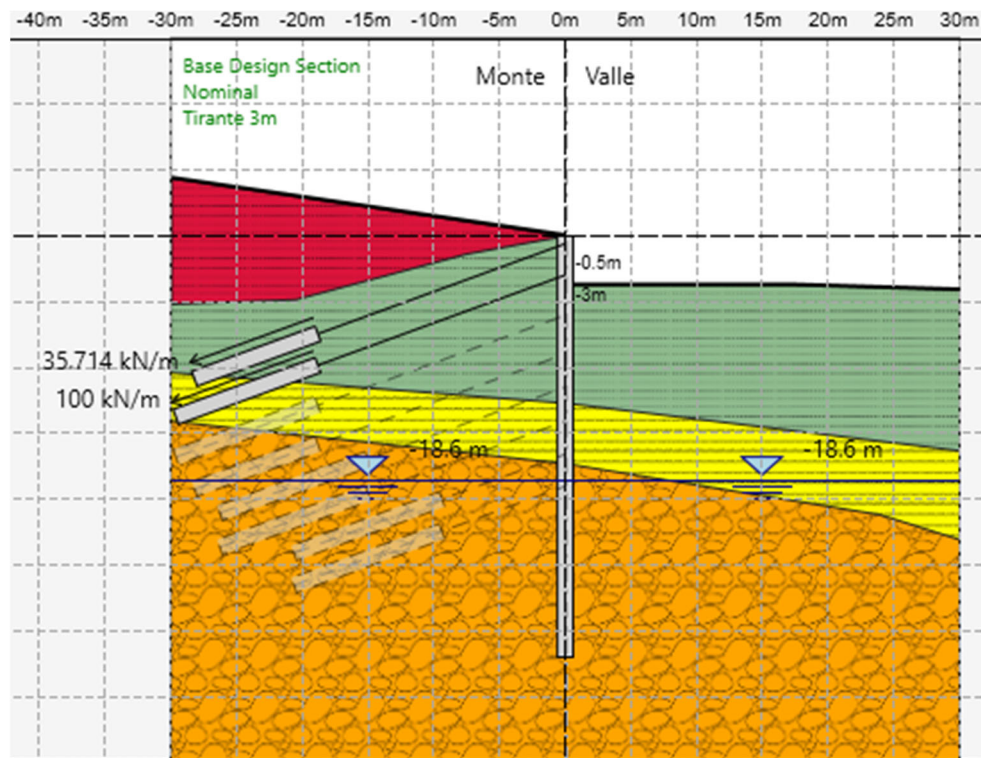 -40m -35m -30m -25m -20m -15m -10m -5m 0m 5m 10m 15m 20m 25m 30m
Base Design Section
Nominal
Tirante 3m
Monte
Valle
-0.5m
-3m
35.714 kN/m
100 kN/m
-18.6 m
-18.6 m